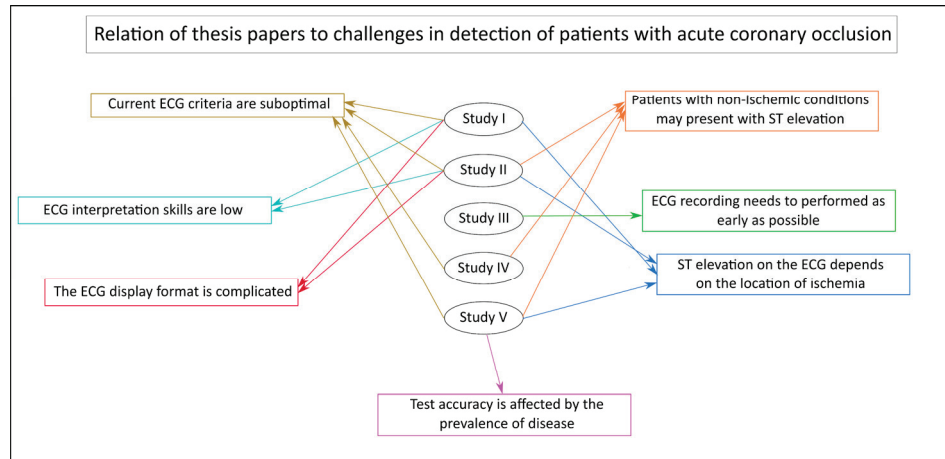 Relation of thesis papers to challenges in detection of patients with acute coronary occlusion
Current ECG criteria are suboptimal
Patients with non-ischemic conditions
may present with ST elevation
Study I
Study II
ECG interpretation skills are low
ECG recording needs to performed as
early as possible
Study III
Study IV
ST elevation on the ECG depends
on the location of ischemia
The ECG display format is complicated
Study V
Test accuracy is affected by the
prevalence of disease